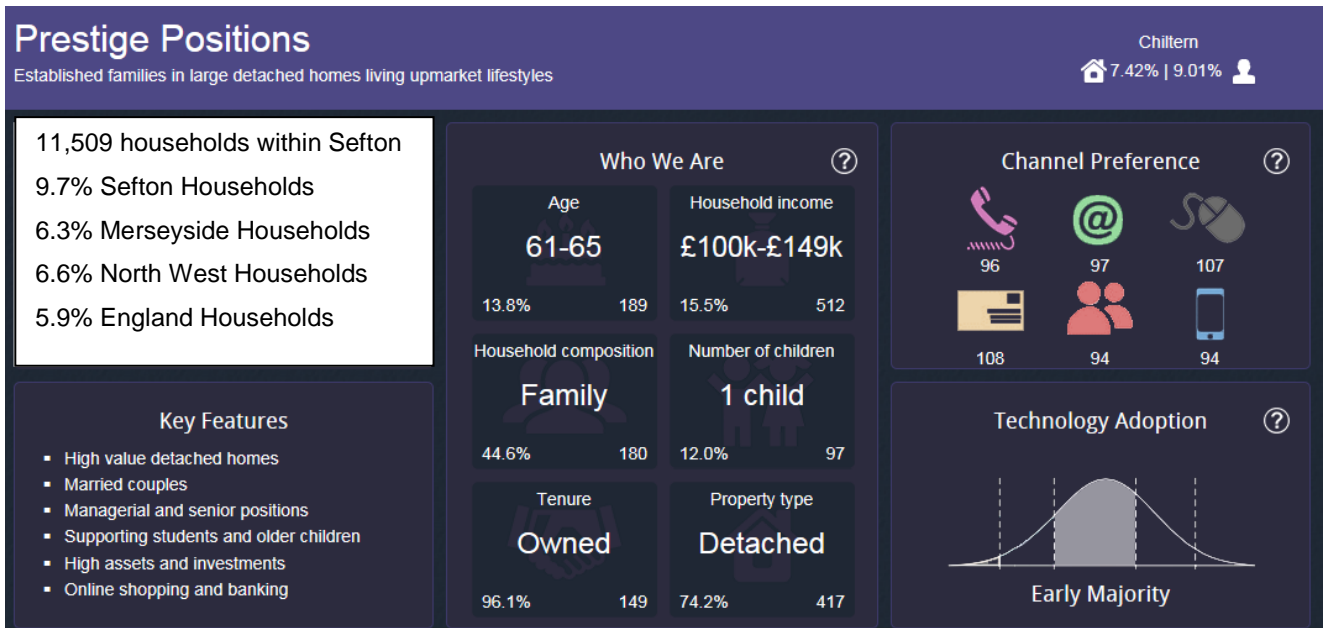 Prestige Positions
Established families in large detached homes living upmarket lifestyles
Chiltern
7.42% | 9.01%
11,509 households within Sefton
9.7% Sefton Households
6.3% Merseyside Households
6.6% North West Households
5.9% England Households
Key Features
▪ High value detached homes
▪ Married couples
▪ Managerial and senior positions
▪ Supporting students and older children
▪ High assets and investments
▪ Online shopping and banking
Who We Are ?
Age
61-65
13.8% 189
Household income
£100k-£149k
15.5% 512
Household composition
Family
44.6% 180
Number of children
1 child
12.0% 97
Tenure
Owned
96.1% 149
Property type
Detached
74.2% 417
Channel Preference ?
@
96 97 107
108 94 94
Technology Adoption ?
Early Majority